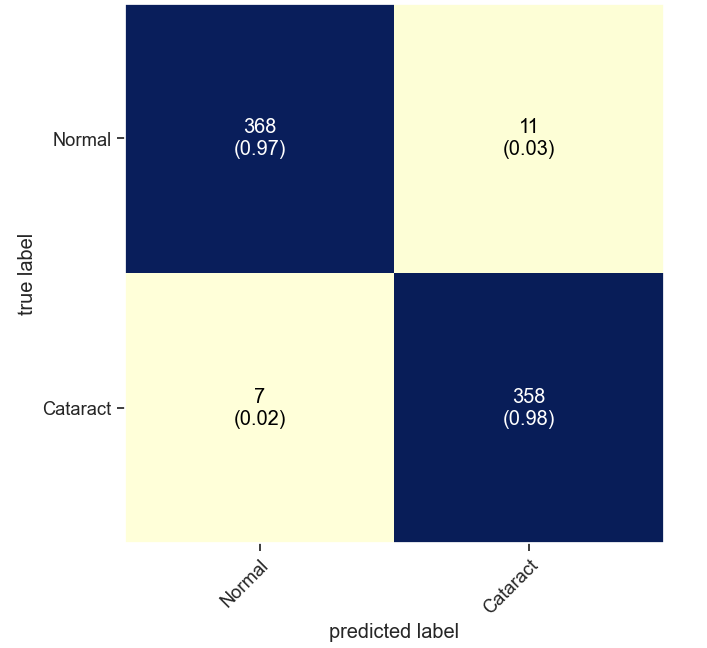 Normal
368
(0.97)
11
(0.03)
true label
Cataract
7
(0.02)
358
(0.98)
Normal
Cataract
predicted label